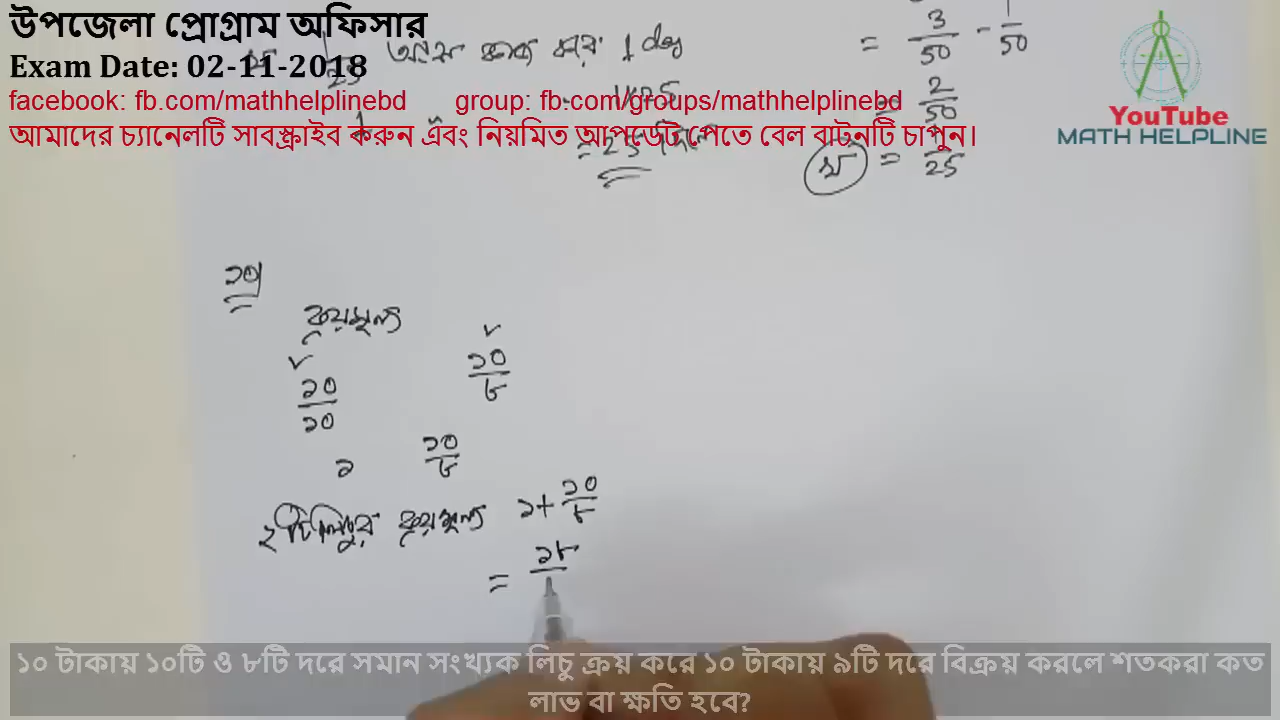 উপজেলা প্রোগ্রাম অফিসার
Exam Date: 02-11-2018
facebook: fb.com/mathhelplinebd group: fb.com/groups/mathhelplinebd
আমাদের চ্যানেলটি সাবস্ক্রাইব করুন এবং নিয়মিত আপডেট পেতে বেল বাটনটি চাপুন।
YouTube
MATH HELPLINE
1 day
= 3/50 - 1/50
= 2/50
= 25
খ = 25
১০
ক্রয়মূল্য
১০/১০ ১০/৮
১ ১০/৮
২টি লিচুর ক্রয়মূল্য ১+ ১০/৮
= ১৮
১০ টাকায় ১০টি ও ৮টি দরে সমান সংখ্যক লিচু ক্রয় করে ১০ টাকায় ৯টি দরে বিক্রয় করলে শতকরা কত
লাভ বা ক্ষতি হবে?